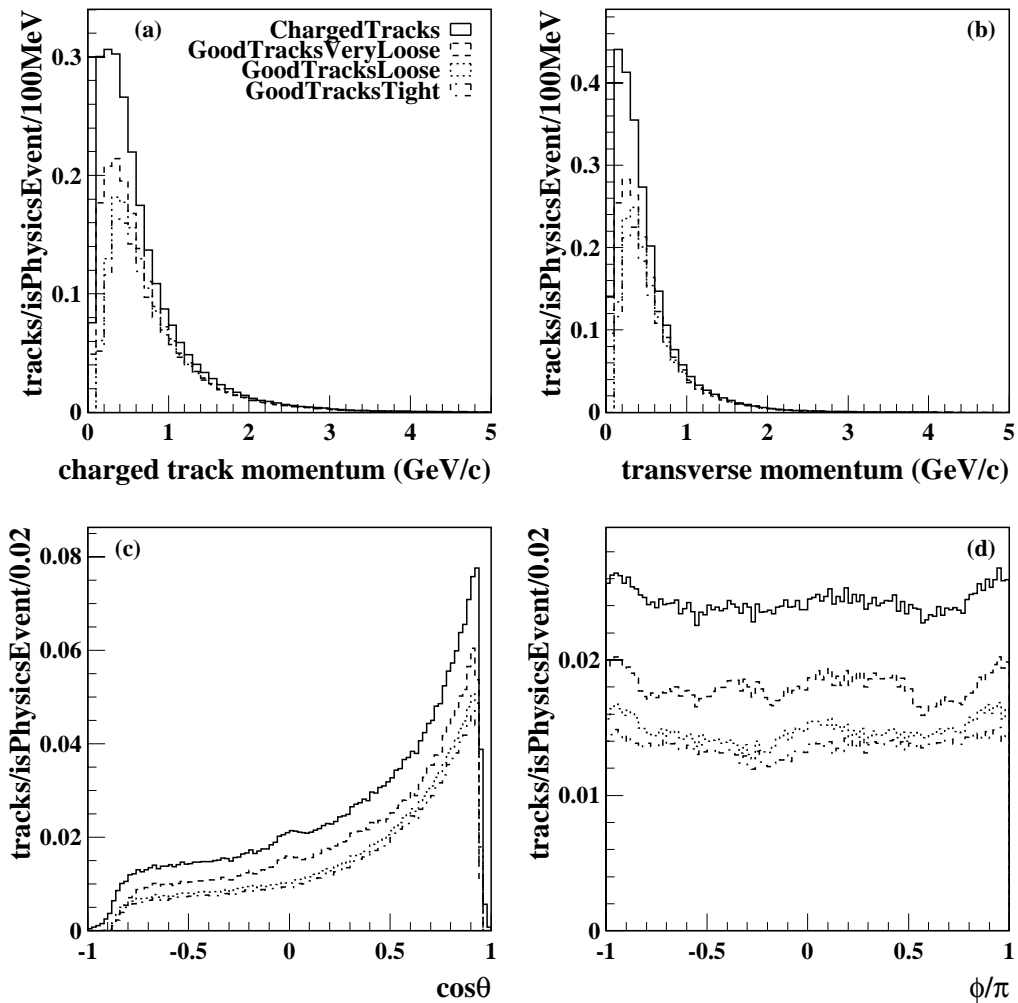 (a)
ChargedTracks
GoodTracksVeryLoose
GoodTracksLoose
GoodTracksTight
tracks/isPhysicsEvent/100MeV
0.3
0.2
0.1
0
0 1 2 3 4 5
charged track momentum (GeV/c)
(b)
tracks/isPhysicsEvent/100MeV
0.4
0.3
0.2
0.1
0
0 1 2 3 4 5
transverse momentum (GeV/c)
(c)
tracks/isPhysicsEvent/0.02
0.08
0.06
0.04
0.02
0
-1 -0.5 0 0.5 1
cosθ
(d)
tracks/isPhysicsEvent/0.02
0.02
0.01
0
-1 -0.5 0 0.5 1
ϕ/π